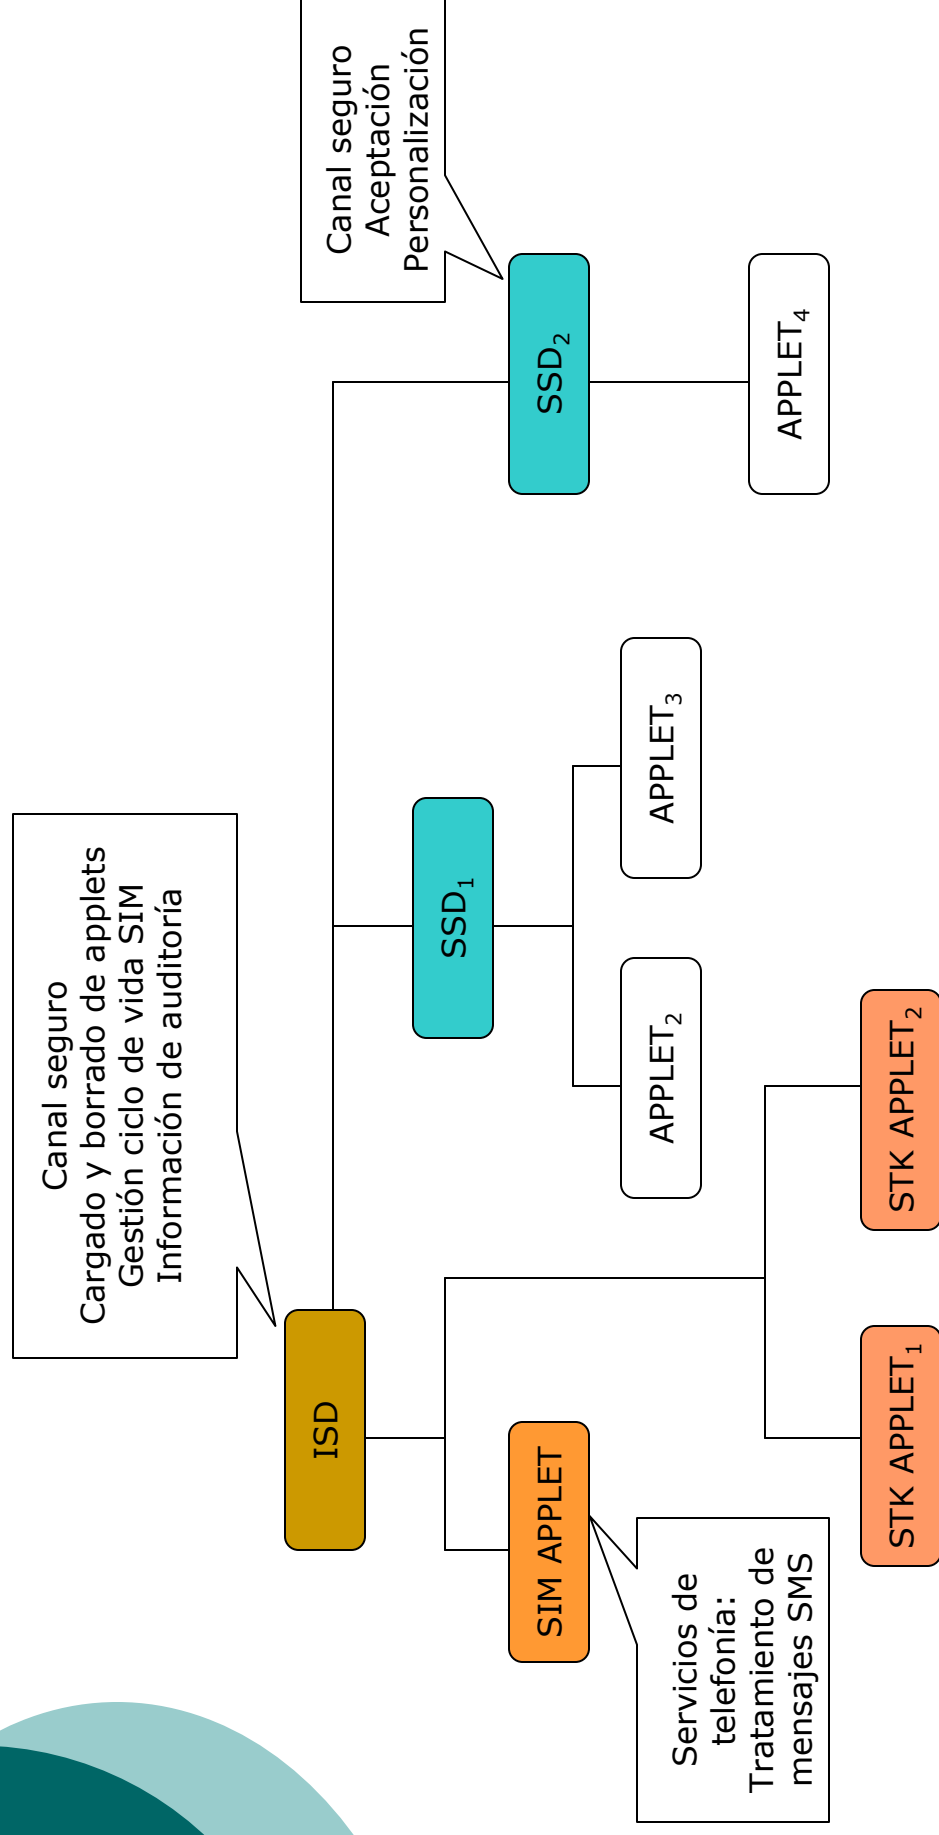 Canal seguro
Cargado y borrado de applets
Gestión ciclo de vida SIM
Información de auditoría
Canal seguro
Aceptación
Personalización
ISD
SSD₁
SSD₂
SIM APPLET
APPLET₂
APPLET₃
APPLET₄
Servicios de
telefonía:
Tratamiento de
mensajes SMS
STK APPLET₁
STK APPLET₂